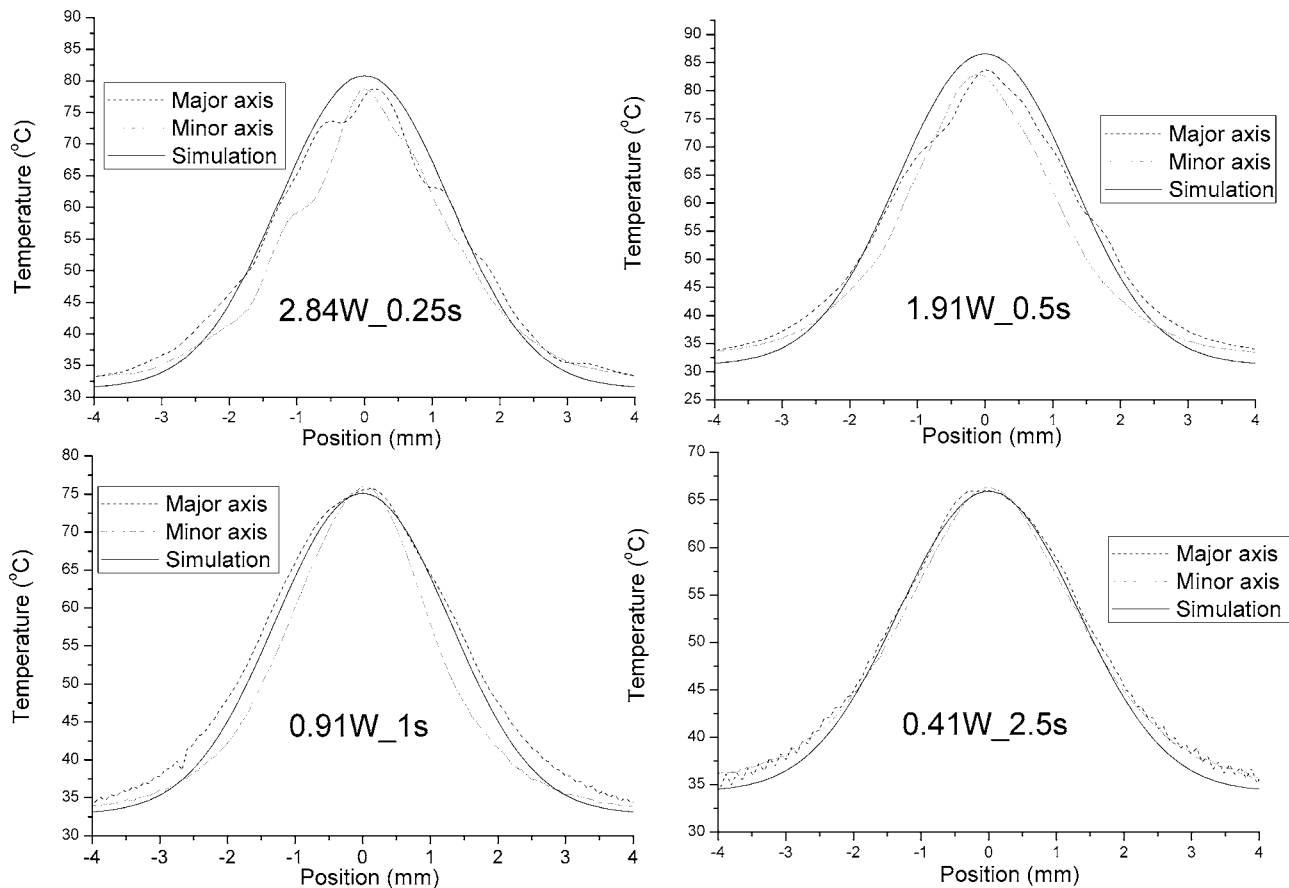 90
85
80
75
70
65
60
55
50
45
40
35
30
Temperature (°C)
Major axis
Minor axis
Simulation
2.84W_0.25s
-4 -3 -2 -1 0 1 2 3 4
Position (mm)
90
85
80
75
70
65
60
55
50
45
40
35
30
25
Temperature (°C)
Major axis
Minor axis
Simulation
1.91W_0.5s
-4 -3 -2 -1 0 1 2 3 4
Position (mm)
80
75
70
65
60
55
50
45
40
35
30
Temperature (°C)
Major axis
Minor axis
Simulation
0.91W_1s
-4 -3 -2 -1 0 1 2 3 4
Position (mm)
70
65
60
55
50
45
40
35
30
Temperature (°C)
Major axis
Minor axis
Simulation
0.41W_2.5s
-4 -3 -2 -1 0 1 2 3 4
Position (mm)